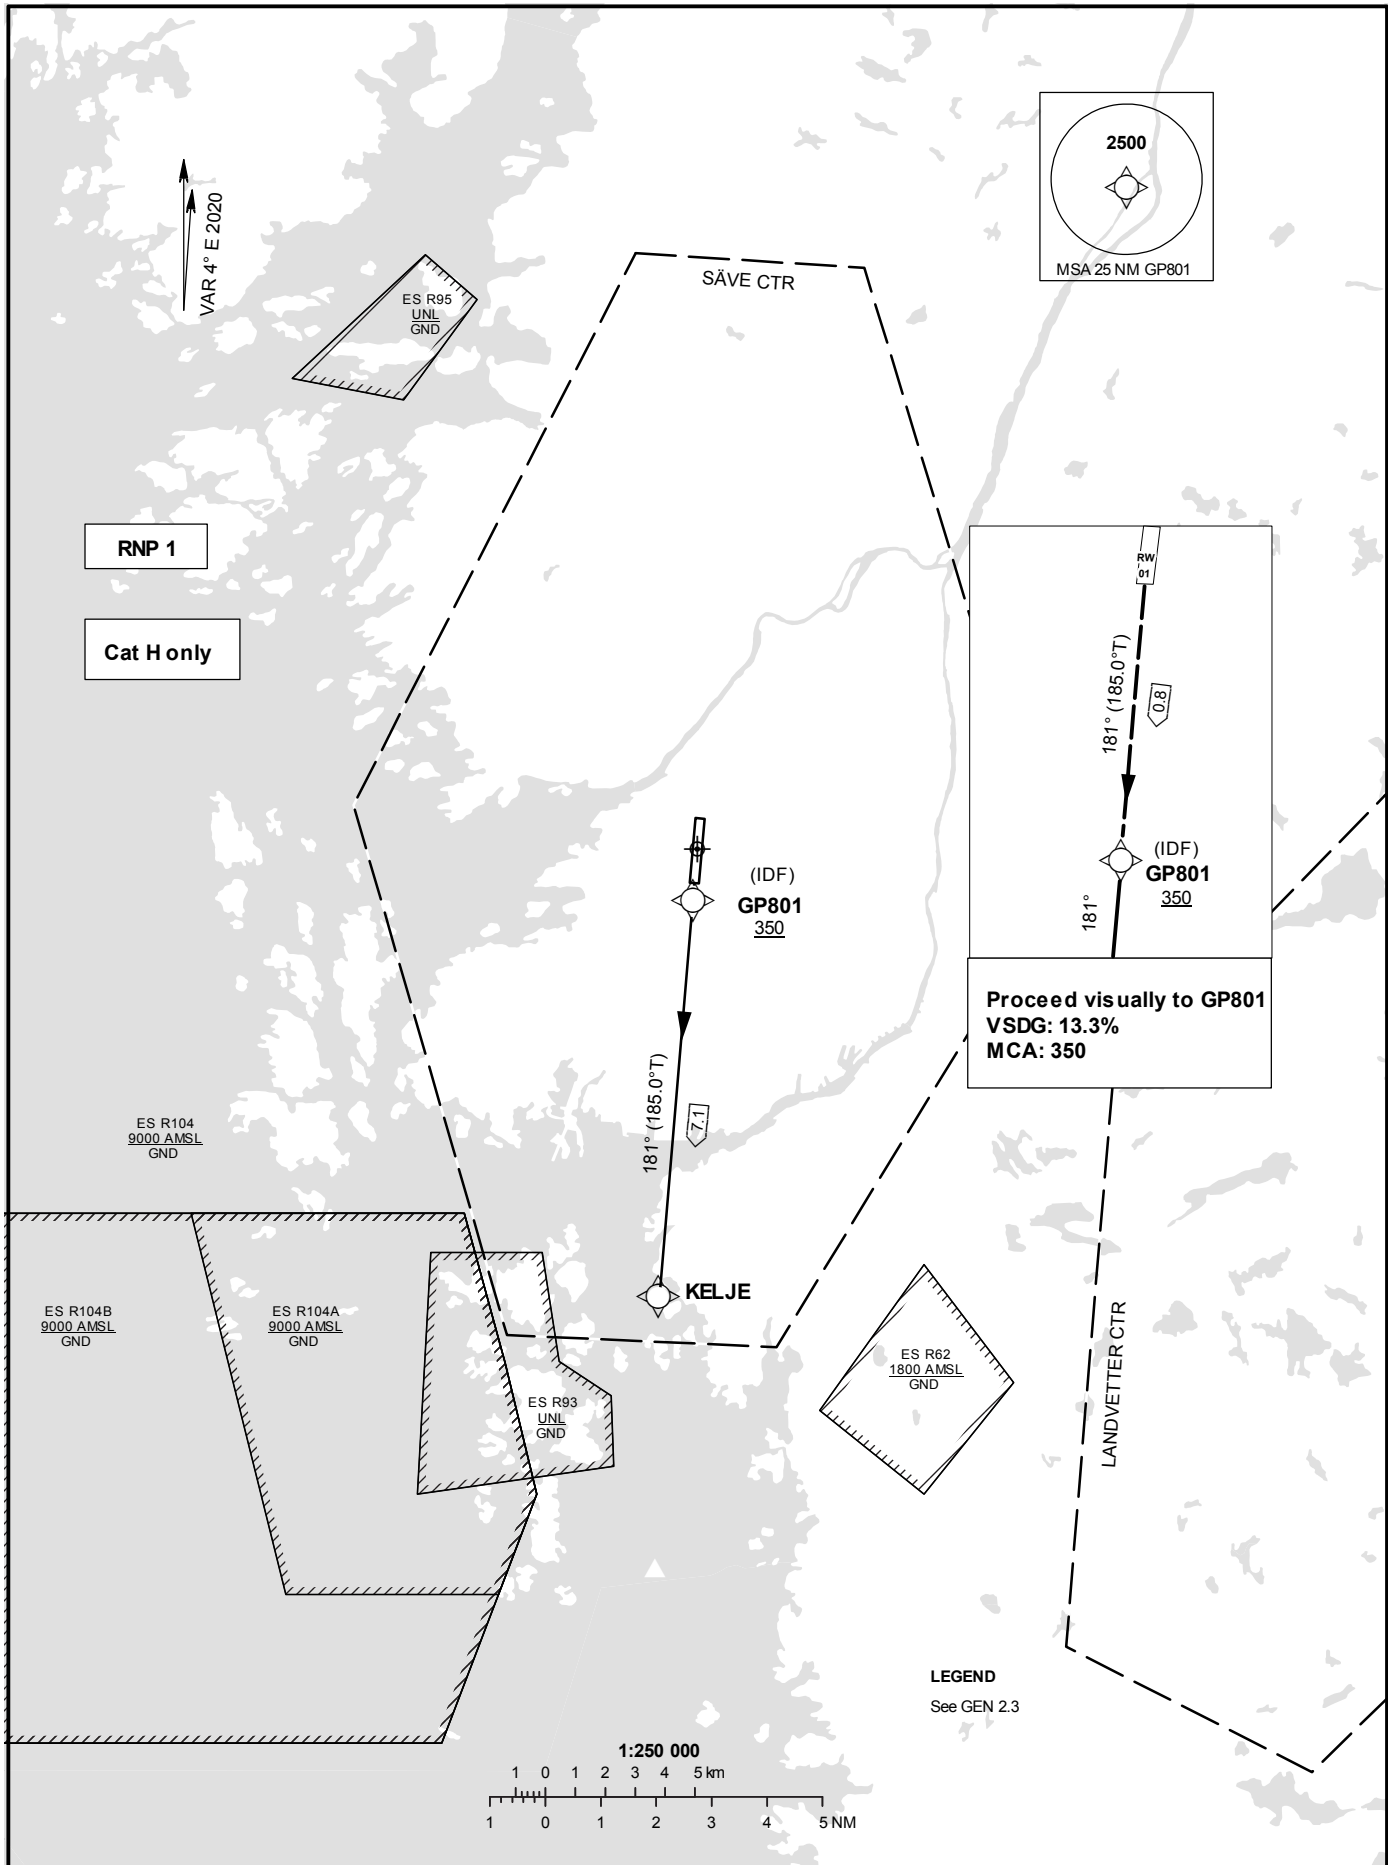 2500
MSA 25 NM GP801
VAR 4° E 2020
SÄVE CTR
ES R95
UNL
GND
RNP 1
Cat H only
RW
01
181° (185.0°T)
0.8
(IDF)
GP801
350
181°
Proceed visually to GP801
VSDG: 13.3%
MCA: 350
(IDF)
GP801
350
181° (185.0°T)
7.1
KELJE
ES R104
9000 AMSL
GND
ES R104B
9000 AMSL
GND
ES R104A
9000 AMSL
GND
ES R93
UNL
GND
ES R62
1800 AMSL
GND
LANDVETTER CTR
LEGEND
See GEN 2.3
1:250 000
1 0 1 2 3 4 5 km
1 0 1 2 3 4 5 NM